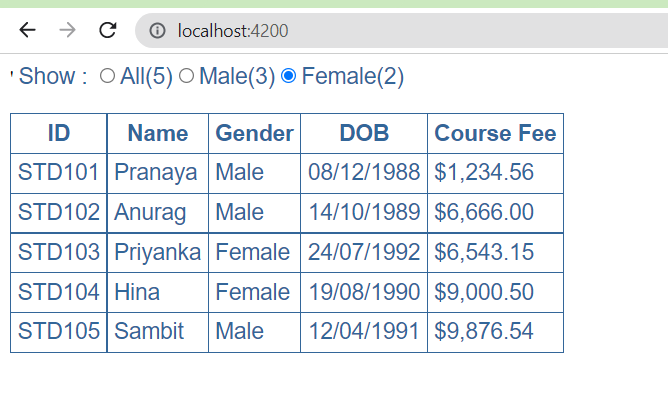 localhost:4200
Show : All(5) Male(3) Female(2)
ID Name Gender DOB Course Fee
STD101 Pranaya Male 08/12/1988 $1,234.56
STD102 Anurag Male 14/10/1989 $6,666.00
STD103 Priyanka Female 24/07/1992 $6,543.15
STD104 Hina Female 19/08/1990 $9,000.50
STD105 Sambit Male 12/04/1991 $9,876.54